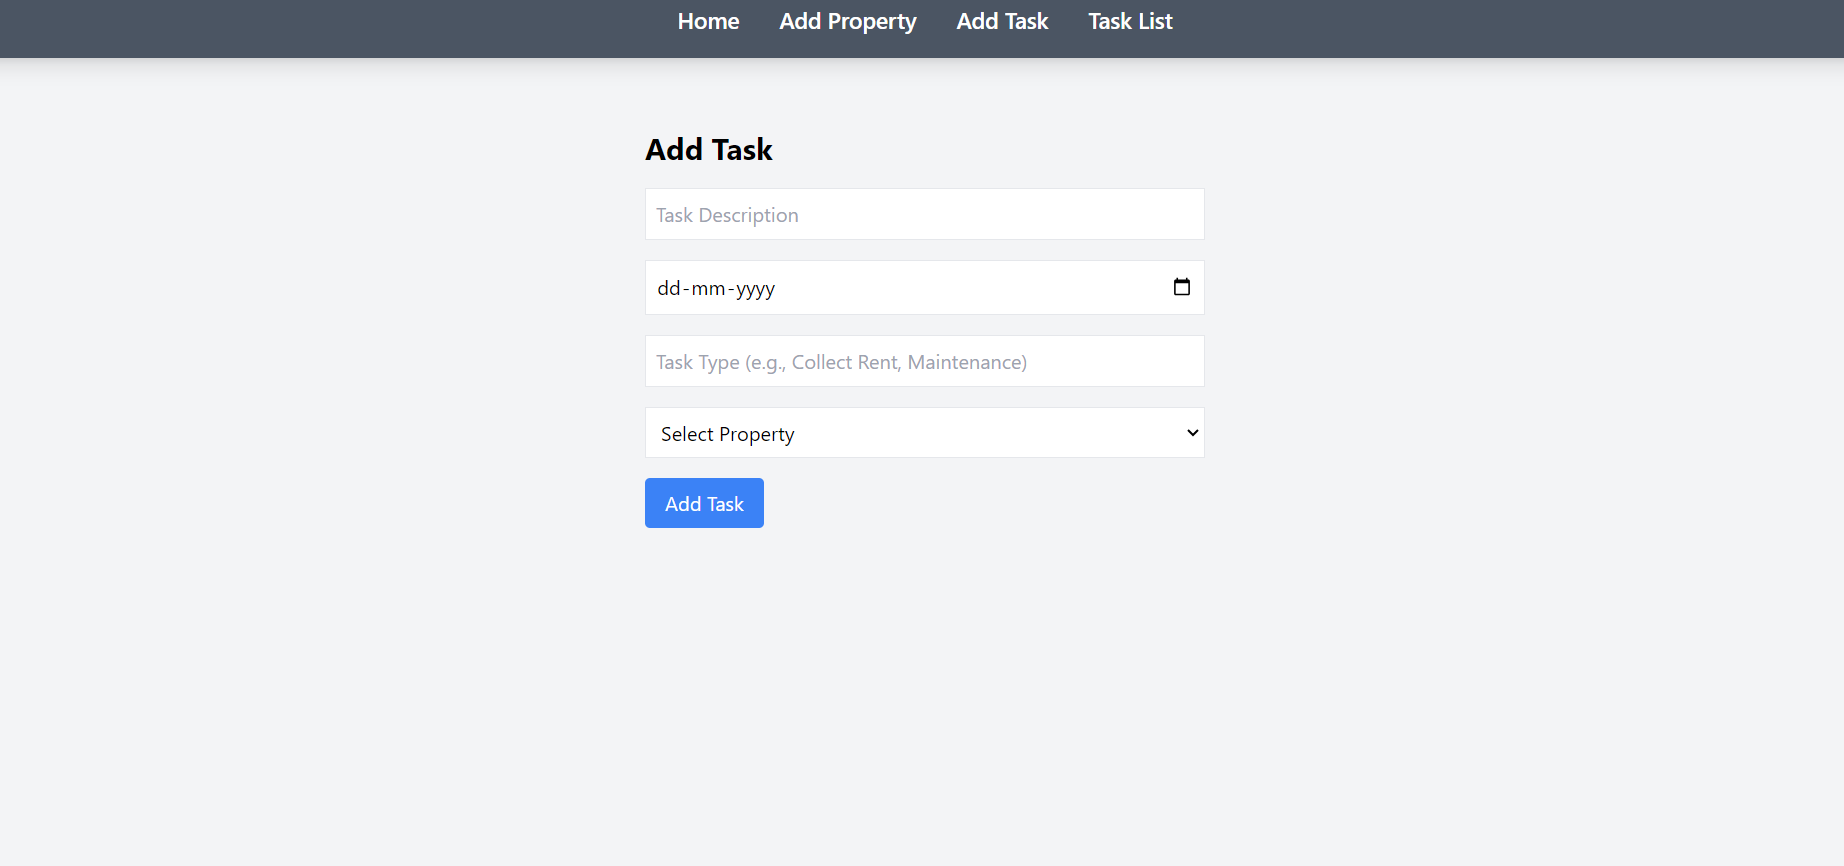 Home Add Property Add Task Task List
Add Task
Task Description
dd-mm-yyyy
Task Type (e.g., Collect Rent, Maintenance)
Select Property
Add Task